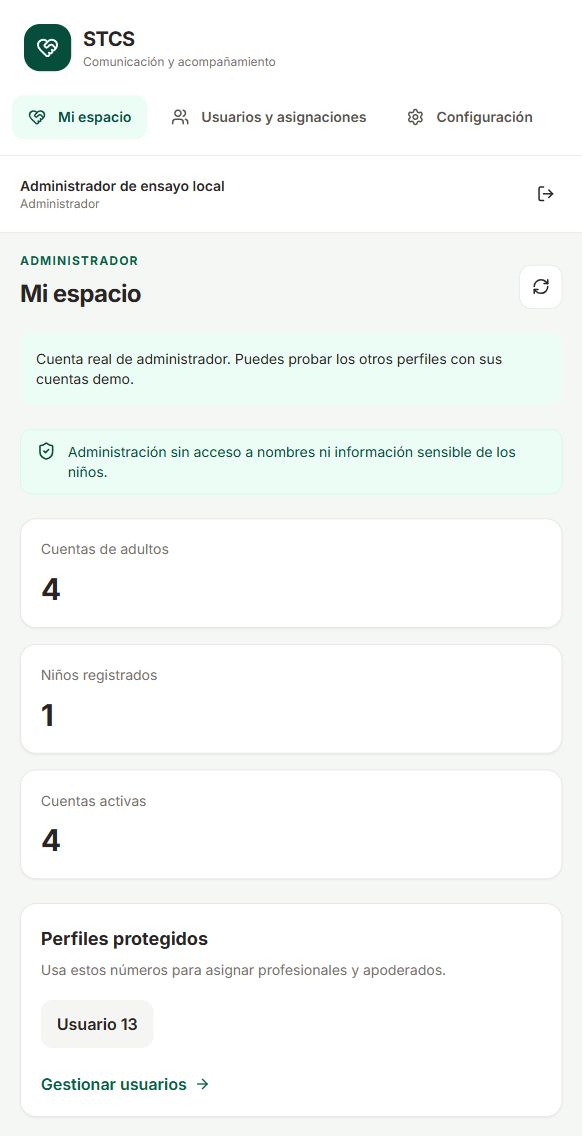 STCS
Comunicación y acompañamiento
Mi espacio
Usuarios y asignaciones
Configuración
Administrador de ensayo local
Administrador
ADMINISTRADOR
Mi espacio
Cuenta real de administrador. Puedes probar los otros perfiles con sus
cuentas demo.
Administración sin acceso a nombres ni información sensible de los
niños.
Cuentas de adultos
4
Niños registrados
1
Cuentas activas
4
Perfiles protegidos
Usa estos números para asignar profesionales y apoderados.
Usuario 13
Gestionar usuarios